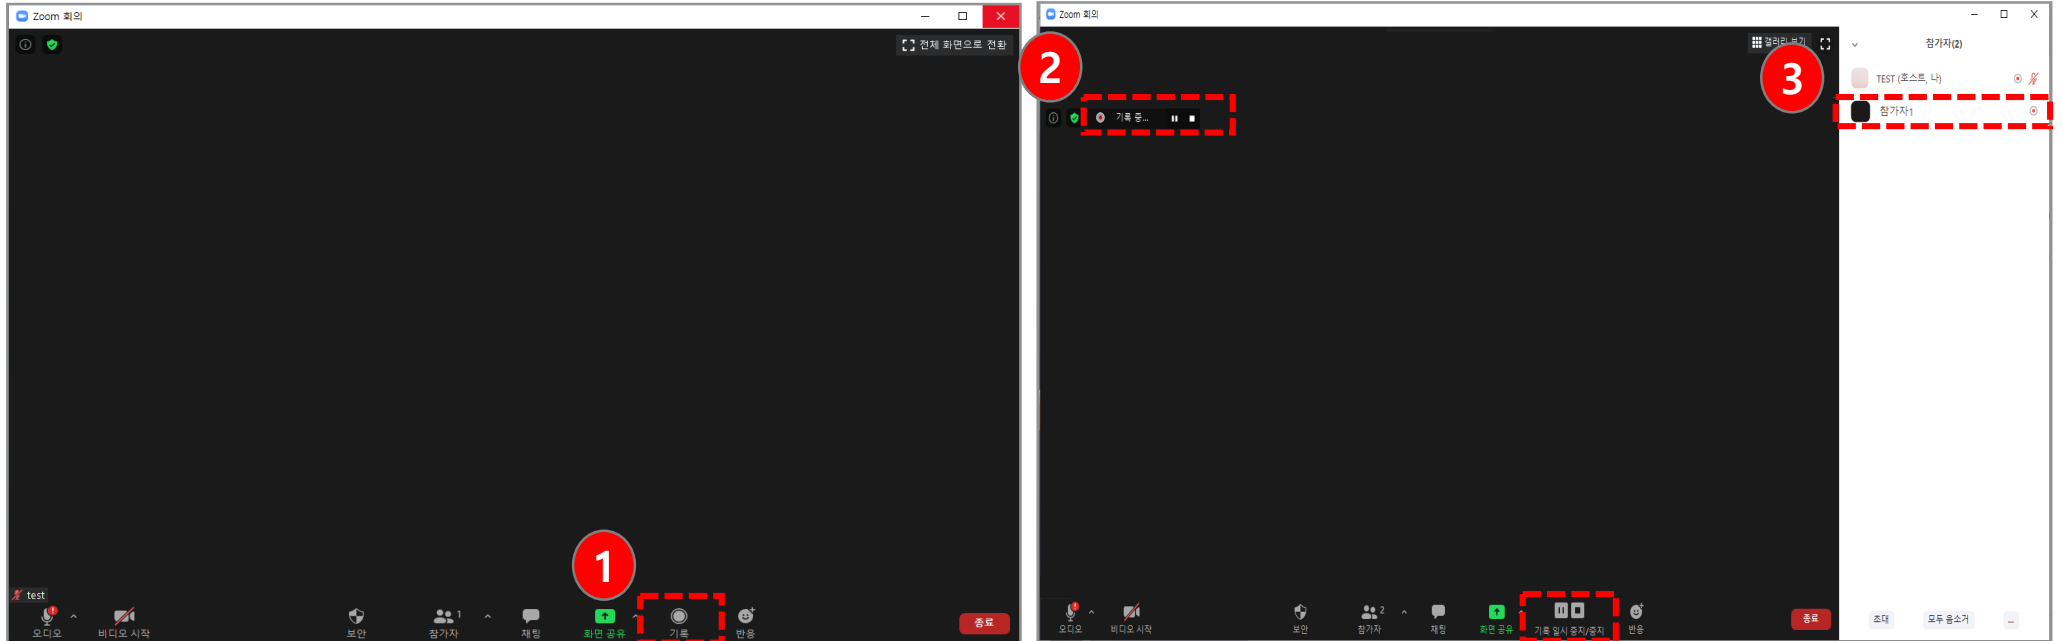 Zoom 회의
전체 화면으로 전환
1
test
오디오
비디오 시작
보안
1
참가자
채팅
화면 공유
기록
반응
종료
Zoom 회의
2
갤러리 보기
3
기록 중...
참가자(2)
TEST (호스트, 나)
참가자1
오디오
비디오 시작
보안
2
참가자
채팅
화면 공유
기록 일시 중지/중지
반응
종료
초대
모두 음소거
...